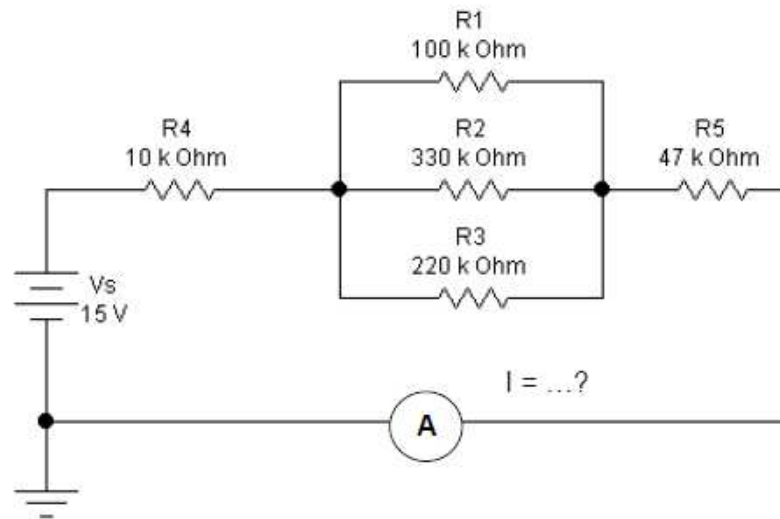 R1
100 k Ohm
R4
10 k Ohm
R2
330 k Ohm
R5
47 k Ohm
R3
220 k Ohm
Vs
15 V
I = ...?
A